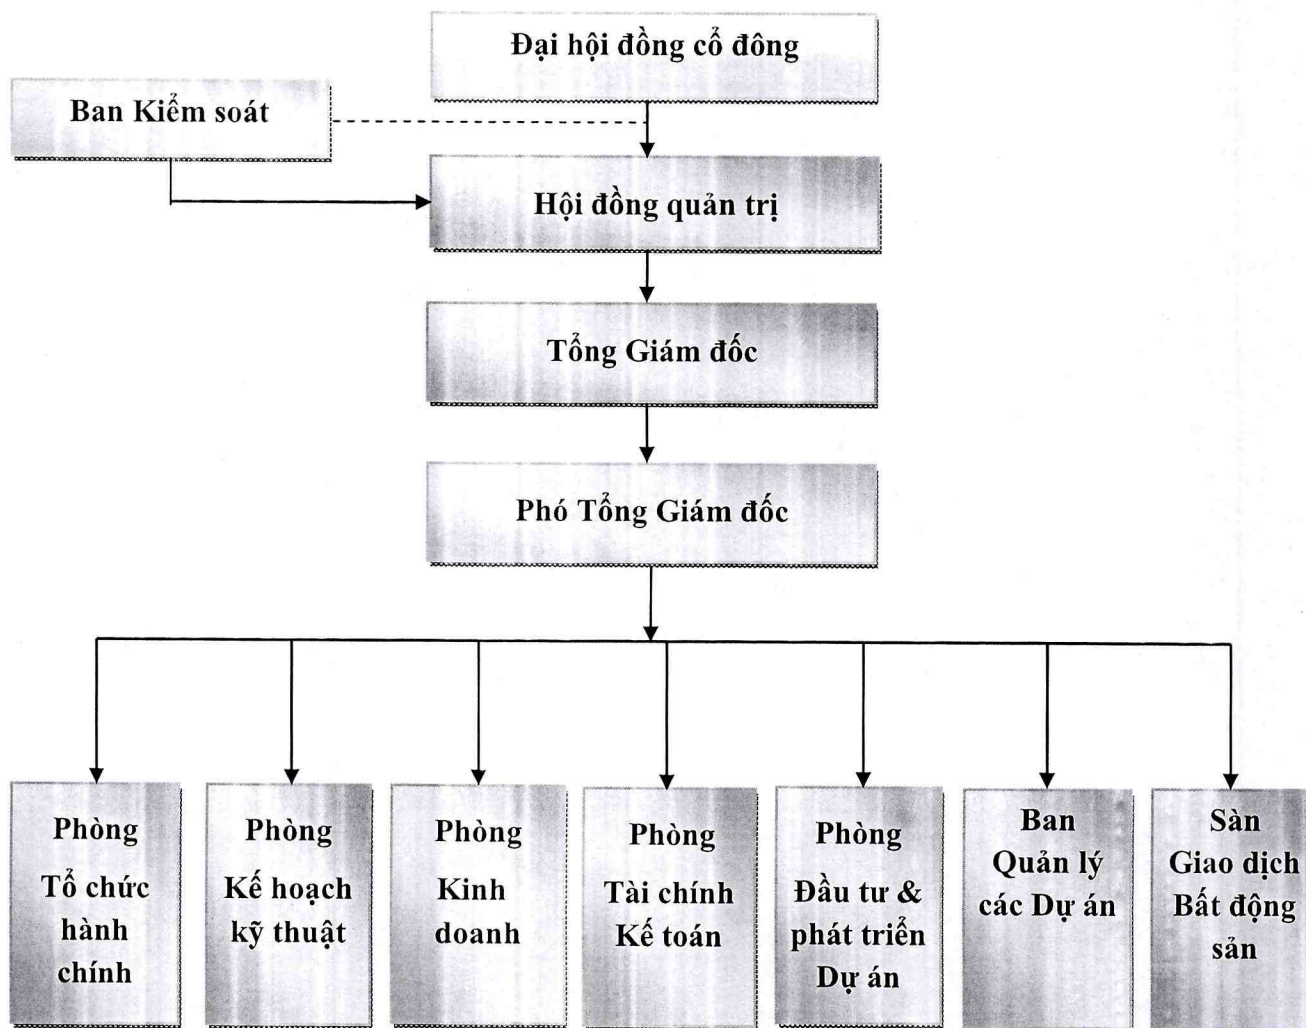 Đại hội đồng cổ đông
Ban Kiểm soát
Hội đồng quản trị
Tổng Giám đốc
Phó Tổng Giám đốc
Phòng
Tổ chức
hành
chính
Phòng
Kế hoạch
kỹ thuật
Phòng
Kinh
doanh
Phòng
Tài chính
Kế toán
Phòng
Đầu tư &
phát triển
Dự án
Ban
Quản lý
các Dự án
Sàn
Giao dịch
Bất động
sản